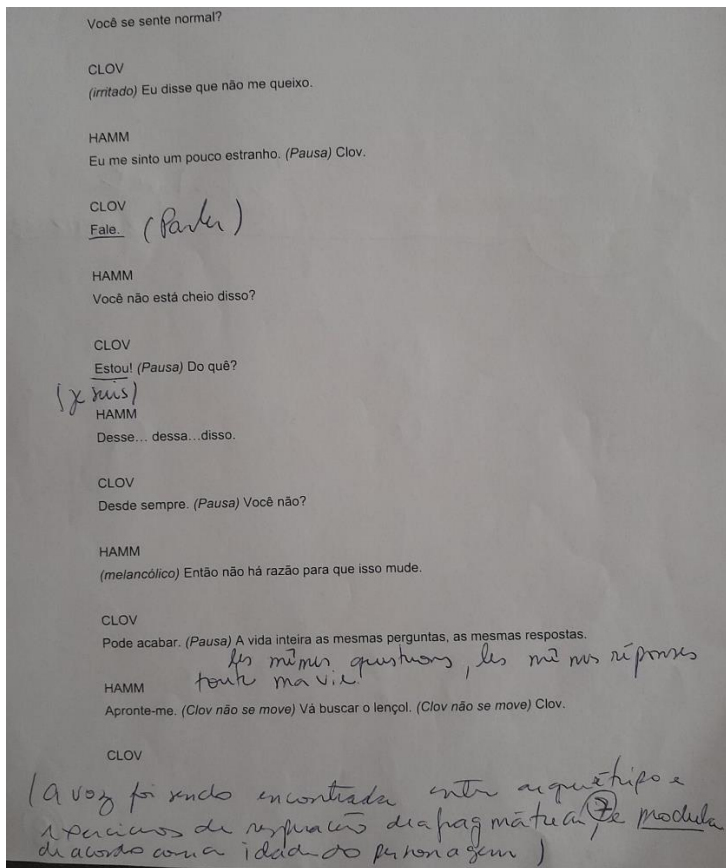 Você se sente normal?
CLOV
(irritado) Eu disse que não me queixo.
HAMM
Eu me sinto um pouco estranho. (Pausa) Clov.
CLOV
Fale. (Parler)
HAMM
Você não está cheio disso?
CLOV
Estou! (Pausa) Do quê?
(je suis)
HAMM
Desse… dessa…disso.
CLOV
Desde sempre. (Pausa) Você não?
HAMM
(melancólico) Então não há razão para que isso mude.
CLOV
Pode acabar. (Pausa) A vida inteira as mesmas perguntas, as mesmas respostas.
les mêmes questions, les mêmes réponses
toute ma vie.
HAMM
Apronte-me. (Clov não se move) Vá buscar o lençol. (Clov não se move) Clov.
CLOV
(a voz foi sendo encontrada entre arquétipo e
exercícios de respiração diafragmática e modula
de acordo com a idade do personagem)